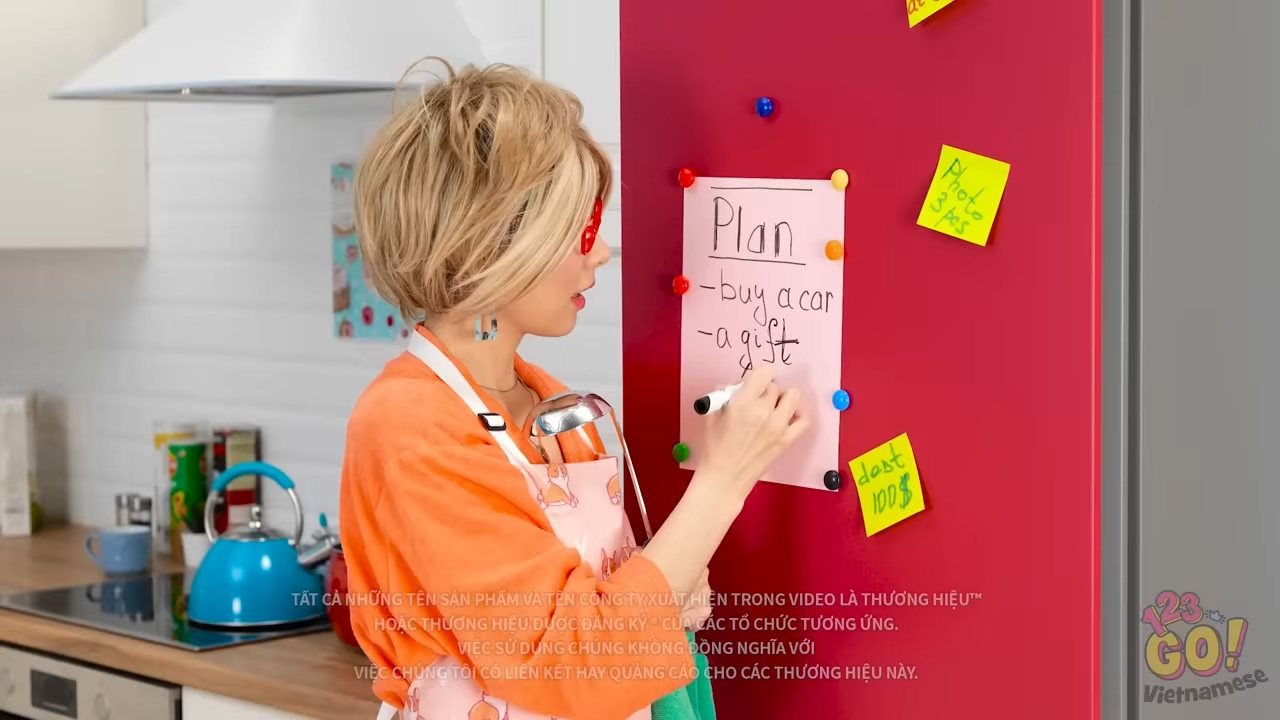 Plan
-buy a car
-a gift
Photo
3 pcs
100$
TẤT CẢ NHỮNG TÊN SẢN PHẨM VÀ TÊN CÔNG TY XUẤT HIỆN TRONG VIDEO LÀ THƯƠNG HIỆU™
HOẶC THƯƠNG HIỆU ĐƯỢC ĐĂNG KÝ ® CỦA CÁC TỔ CHỨC TƯƠNG ỨNG.
VIỆC SỬ DỤNG CHÚNG KHÔNG ĐỒNG NGHĨA VỚI
VIỆC CHÚNG TÔI CÓ LIÊN KẾT HAY QUẢNG CÁO CHO CÁC THƯƠNG HIỆU NÀY.
123
GO!
Vietnamese